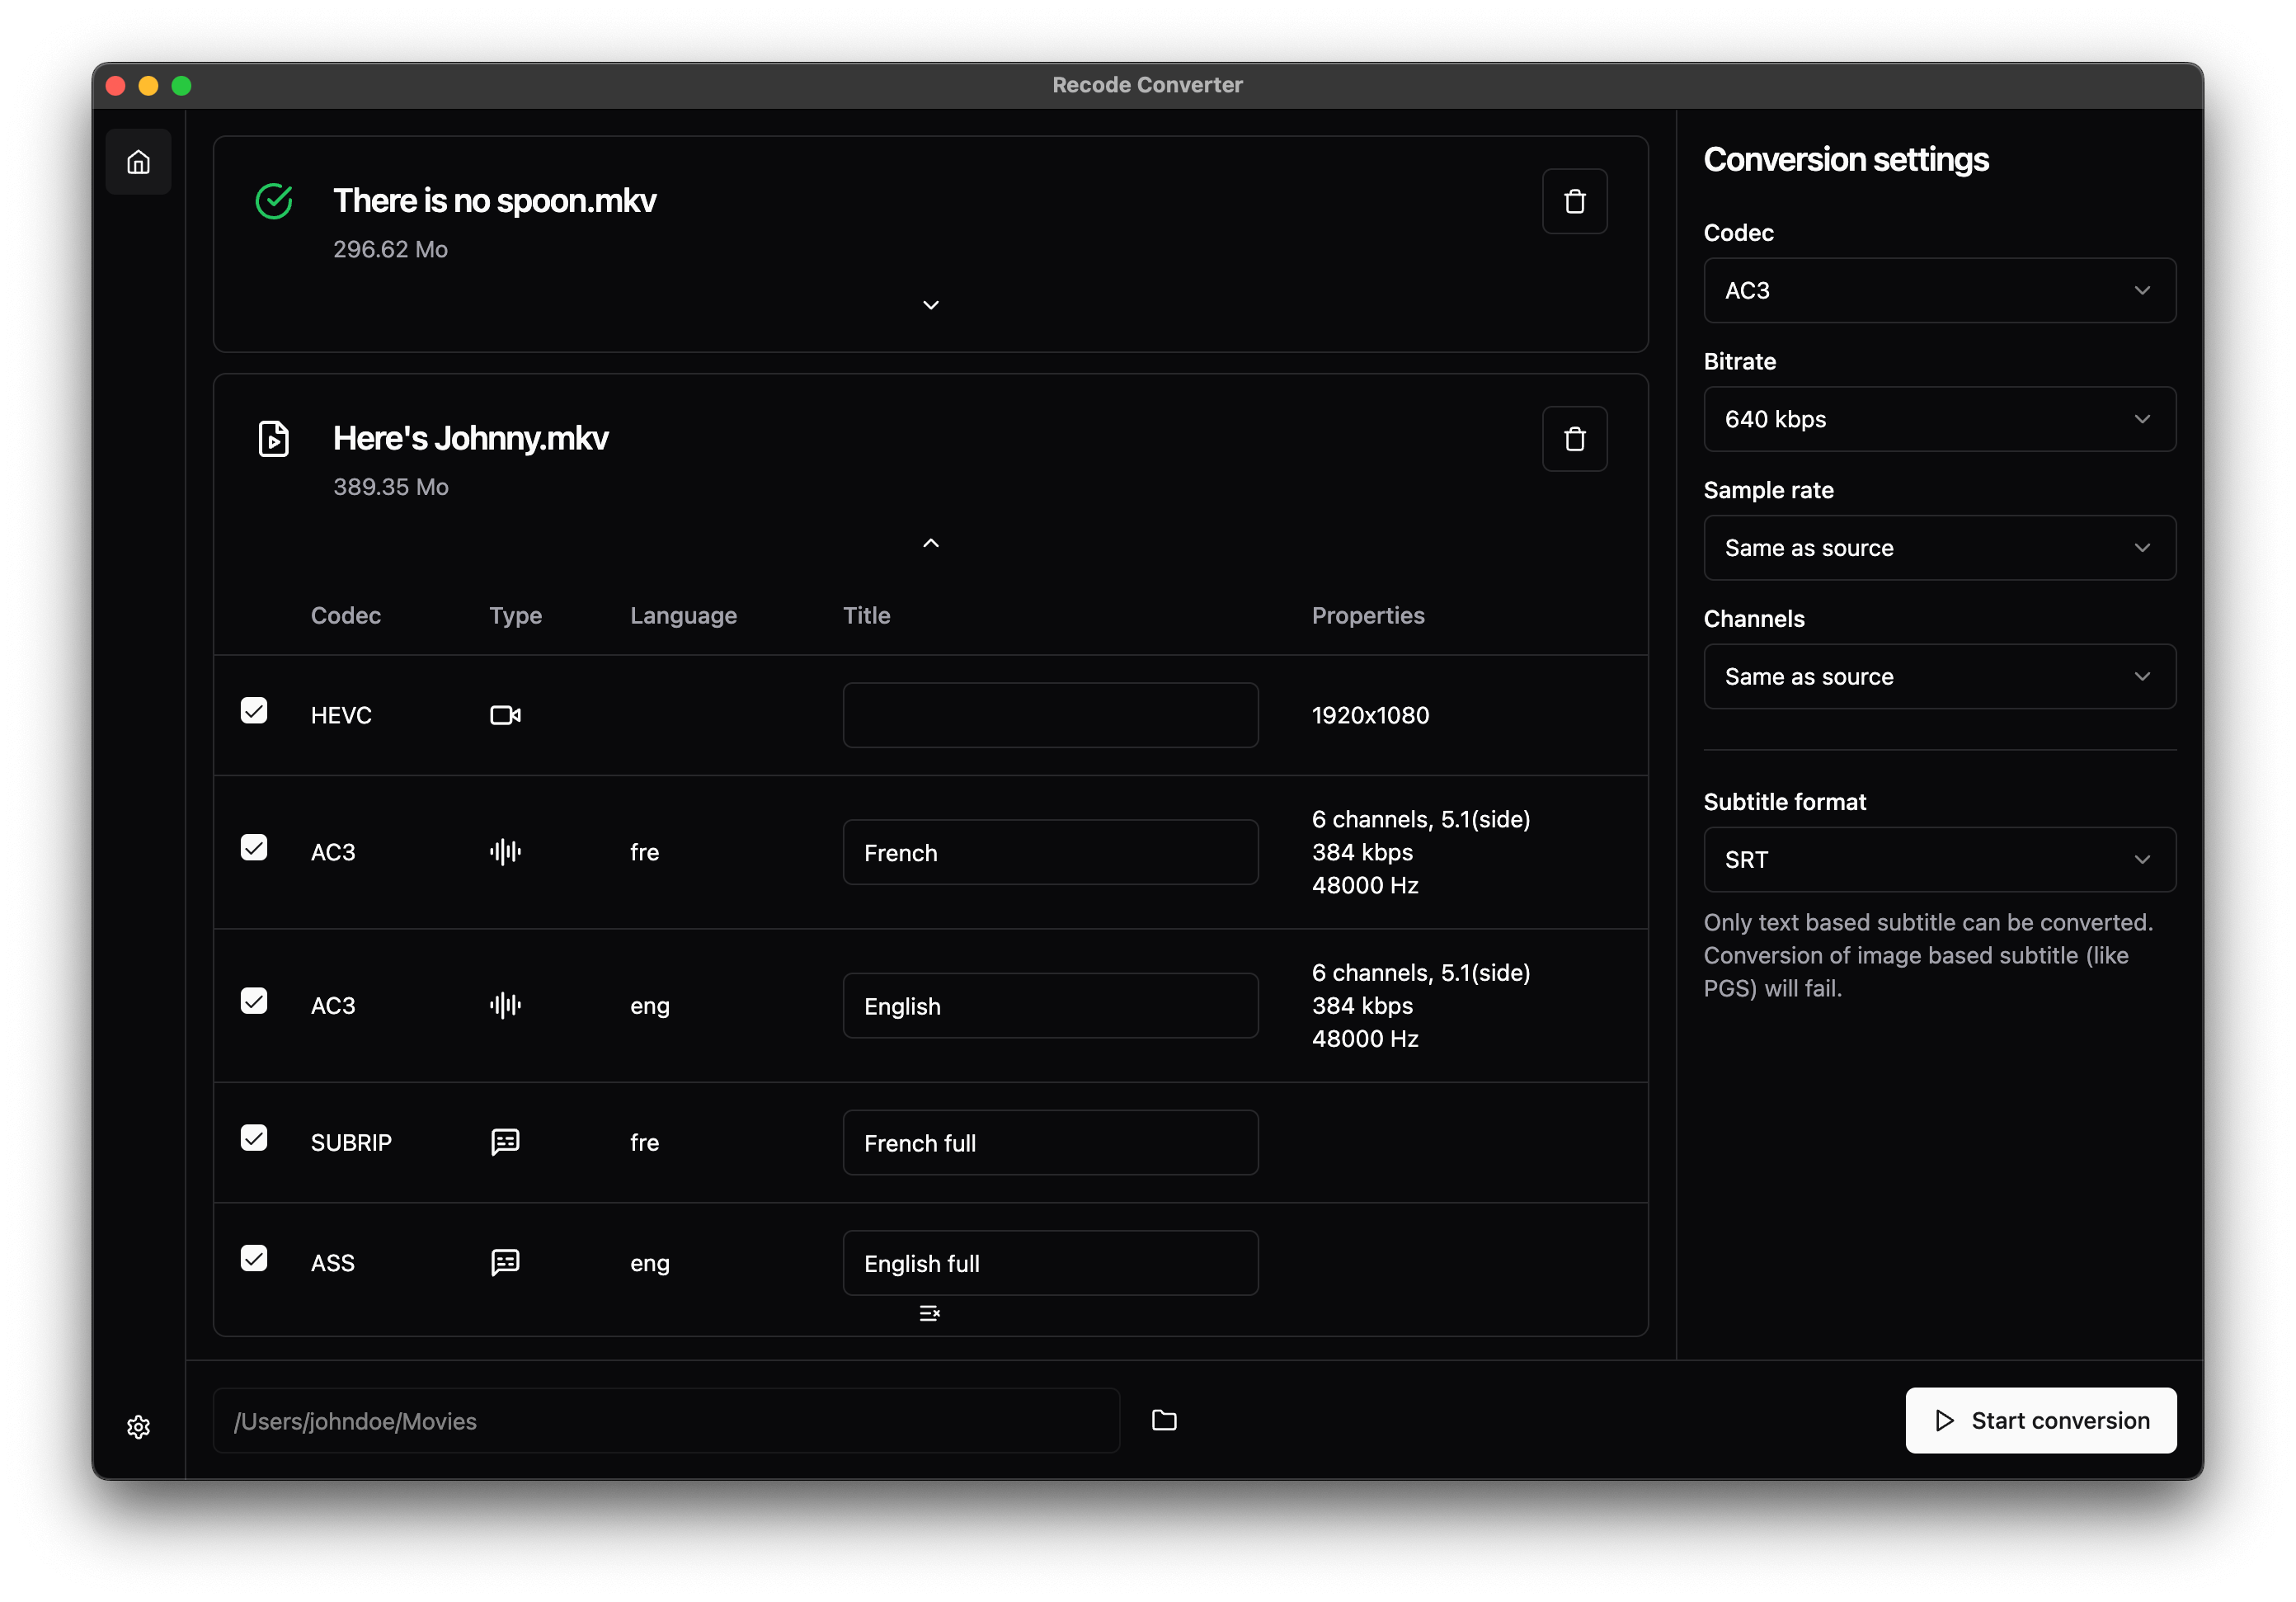 Recode Converter
There is no spoon.mkv
296.62 Mo
Here's Johnny.mkv
389.35 Mo
Codec Type Language Title Properties
HEVC 1920x1080
AC3 fre French 6 channels, 5.1(side)
384 kbps
48000 Hz
AC3 eng English 6 channels, 5.1(side)
384 kbps
48000 Hz
SUBRIP fre French full
ASS eng English full
Conversion settings
Codec
AC3
Bitrate
640 kbps
Sample rate
Same as source
Channels
Same as source
Subtitle format
SRT
Only text based subtitle can be converted.
Conversion of image based subtitle (like
PGS) will fail.
/Users/johndoe/Movies
Start conversion